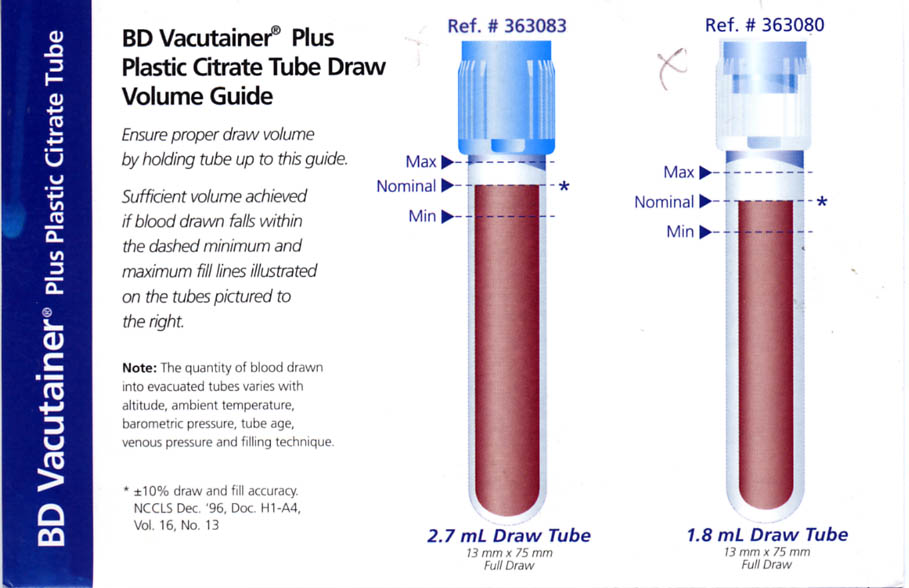 BD Vacutainer® Plus Plastic Citrate Tube
BD Vacutainer® Plus
Plastic Citrate Tube Draw
Volume Guide
Ensure proper draw volume
by holding tube up to this guide.
Sufficient volume achieved
if blood drawn falls within
the dashed minimum and
maximum fill lines illustrated
on the tubes pictured to
the right.
Note: The quantity of blood drawn
into evacuated tubes varies with
altitude, ambient temperature,
barometric pressure, tube age,
venous pressure and filling technique.
* ±10% draw and fill accuracy.
NCCLS Dec. '96, Doc. H1-A4,
Vol. 16, No. 13
Ref. # 363083
Max
Nominal *
Min
2.7 mL Draw Tube
13 mm x 75 mm
Full Draw
Ref. # 363080
Max
Nominal *
Min
1.8 mL Draw Tube
13 mm x 75 mm
Full Draw